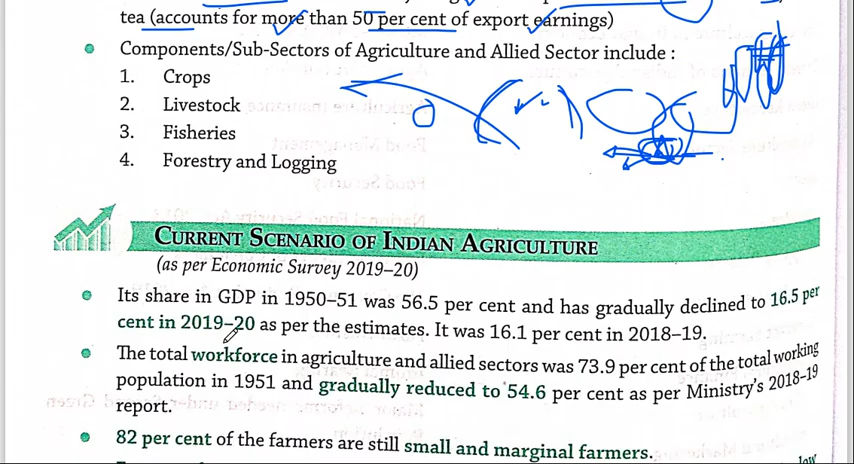 tea (accounts for more than 50 per cent of export earnings)
Components/Sub-Sectors of Agriculture and Allied Sector include :
1. Crops
2. Livestock
3. Fisheries
4. Forestry and Logging
CURRENT SCENARIO OF INDIAN AGRICULTURE
(as per Economic Survey 2019–20)
Its share in GDP in 1950–51 was 56.5 per cent and has gradually declined to 16.5 per
cent in 2019–20 as per the estimates. It was 16.1 per cent in 2018–19.
The total workforce in agriculture and allied sectors was 73.9 per cent of the total working
population in 1951 and gradually reduced to 54.6 per cent as per Ministry's 2018–19
report.
82 per cent of the farmers are still small and marginal farmers.
low